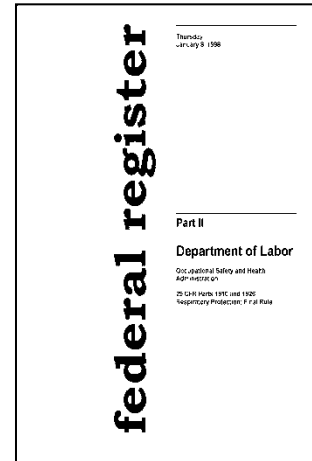 federal register
Thursday
January 8, 1998
Part II
Department of Labor
Occupational Safety and Health
Administration
29 CFR Parts 1910 and 1926
Respiratory Protection; Final Rule